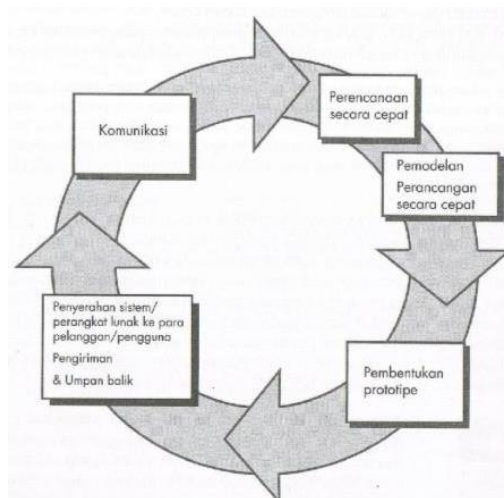 Komunikasi
Perencanaan
secara cepat
Pemodelan
Perancangan
secara cepat
Pembentukan
prototipe
Penyerahan sistem/
perangkat lunak ke para
pelanggan/pengguna
Pengiriman
& Umpan balik